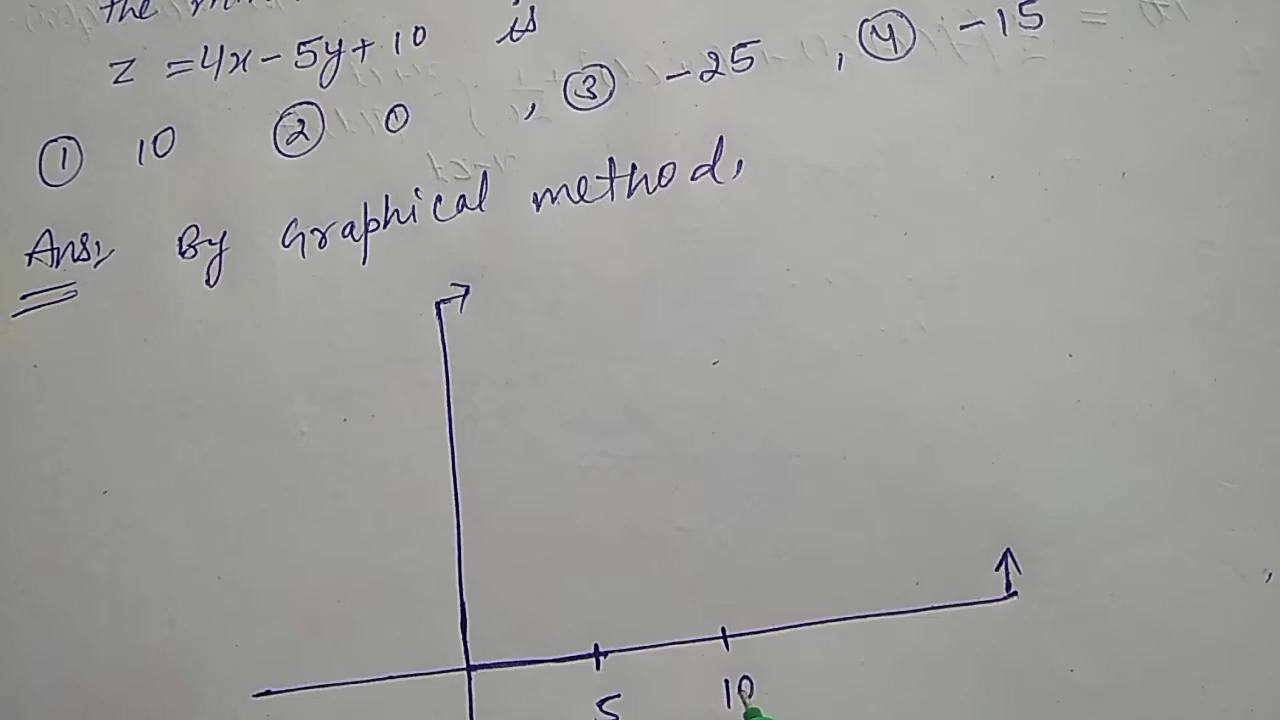 the
z = 4x - 5y + 10 is
① 10 ② 0 , ③ -25 , ④ -15
Ans, By Graphical method,
5 10